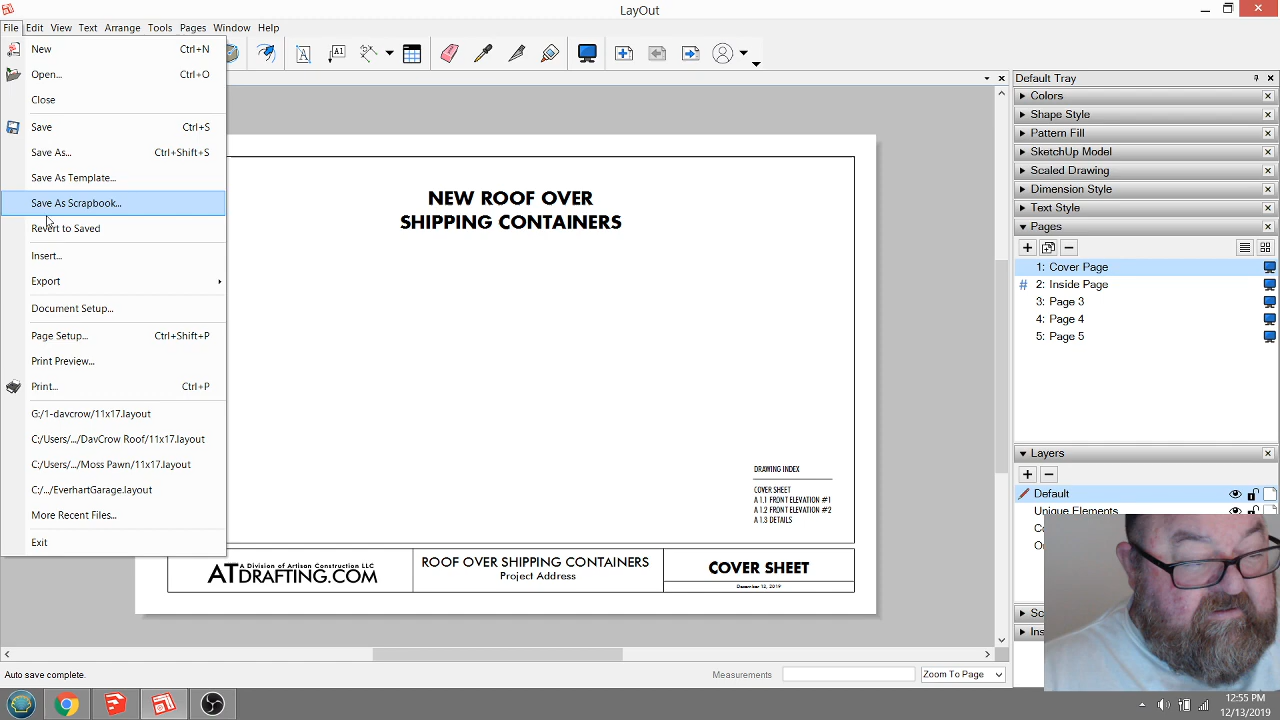 LayOut
File Edit View Text Arrange Tools Pages Window Help
New Ctrl+N
Open... Ctrl+O
Close
Save Ctrl+S
Save As... Ctrl+Shift+S
Save As Template...
Save As Scrapbook...
Revert to Saved
Insert...
Export
Document Setup...
Page Setup... Ctrl+Shift+P
Print Preview...
Print... Ctrl+P
G:/1-davcrow/11x17.layout
C:/Users/.../DavCrow Roof/11x17.layout
C:/Users/.../Moss Pawn/11x17.layout
C:/.../EverhartGarage.layout
More Recent Files...
Exit
NEW ROOF OVER
SHIPPING CONTAINERS
DRAWING INDEX
COVER SHEET
A 1.1 FRONT ELEVATION #1
A 1.2 FRONT ELEVATION #2
A 1.3 DETAILS
A Division of Artisan Construction LLC
ATDRAFTING.COM
ROOF OVER SHIPPING CONTAINERS
Project Address
COVER SHEET
December 12, 2019
Default Tray
Colors
Shape Style
Pattern Fill
SketchUp Model
Scaled Drawing
Dimension Style
Text Style
Pages
1: Cover Page
# 2: Inside Page
3: Page 3
4: Page 4
5: Page 5
Layers
Default
Unique Elements
Auto save complete.
Measurements
Zoom To Page
12:55 PM
12/13/2019